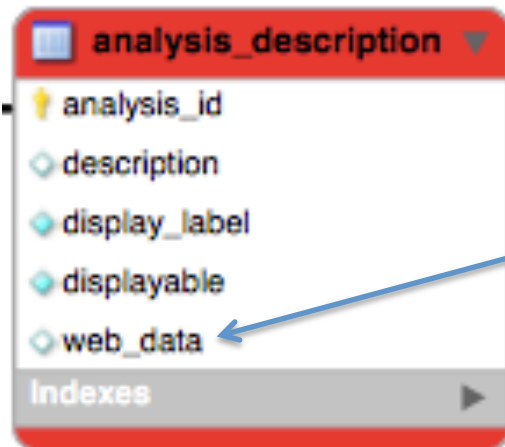 analysis_description
analysis_id
description
display_label
displayable
web_data
Indexes